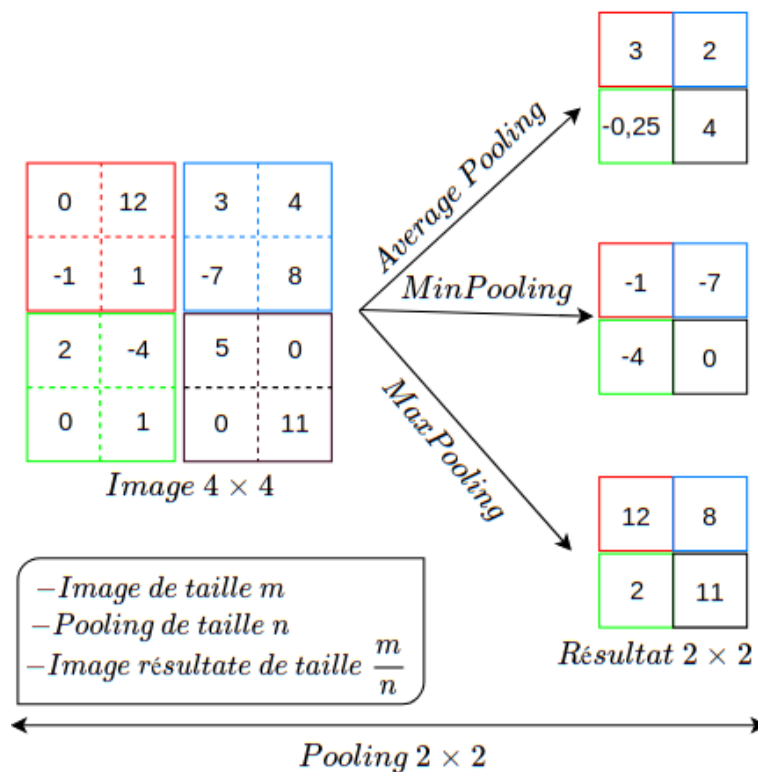 0 12 3 4
-1 1 -7 8
2 -4 5 0
0 1 0 11
Image 4 × 4
Average Pooling
3 2
-0,25 4
MinPooling
-1 -7
-4 0
MaxPooling
12 8
2 11
Résultat 2 × 2
−Image de taille m
−Pooling de taille n
−Image résultate de taille m/n
Pooling 2 × 2